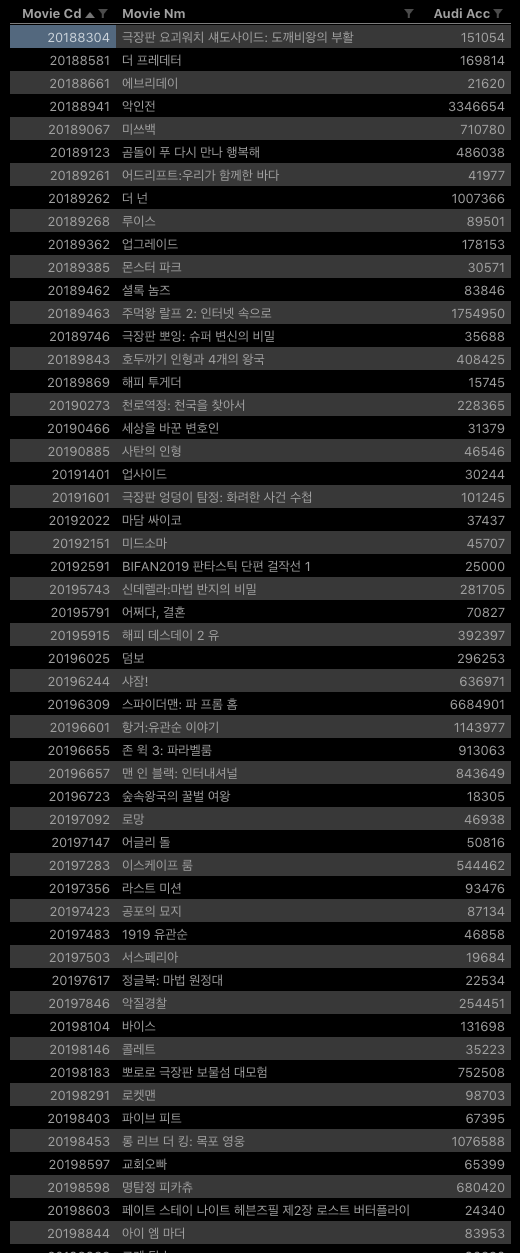 Movie Cd Movie Nm Audi Acc
20188304 극장판 요괴워치 섀도사이드: 도깨비왕의 부활 151054
20188581 더 프레데터 169814
20188661 에브리데이 21620
20188941 악인전 3346654
20189067 미쓰백 710780
20189123 곰돌이 푸 다시 만나 행복해 486038
20189261 어드리프트:우리가 함께한 바다 41977
20189262 더 넌 1007366
20189268 루이스 89501
20189362 업그레이드 178153
20189385 몬스터 파크 30571
20189462 셜록 놈즈 83846
20189463 주먹왕 랄프 2: 인터넷 속으로 1754950
20189746 극장판 뽀잉: 슈퍼 변신의 비밀 35688
20189843 호두까기 인형과 4개의 왕국 408425
20189869 해피 투게더 15745
20190273 천로역정: 천국을 찾아서 228365
20190466 세상을 바꾼 변호인 31379
20190885 사탄의 인형 46546
20191401 업사이드 30244
20191601 극장판 엉덩이 탐정: 화려한 사건 수첩 101245
20192022 마담 싸이코 37437
20192151 미드소마 45707
20192591 BIFAN2019 판타스틱 단편 걸작선 1 25000
20195743 신데렐라:마법 반지의 비밀 281705
20195791 어쩌다, 결혼 70827
20195915 해피 데스데이 2 유 392397
20196025 덤보 296253
20196244 샤잠! 636971
20196309 스파이더맨: 파 프롬 홈 6684901
20196601 항거:유관순 이야기 1143977
20196655 존 윅 3: 파라벨룸 913063
20196657 맨 인 블랙: 인터내셔널 843649
20196723 숲속왕국의 꿀벌 여왕 18305
20197092 로망 46938
20197147 어글리 돌 50816
20197283 이스케이프 룸 544462
20197356 라스트 미션 93476
20197423 공포의 묘지 87134
20197483 1919 유관순 46858
20197503 서스페리아 19684
20197617 정글북: 마법 원정대 22534
20197846 악질경찰 254451
20198104 바이스 131698
20198146 콜레트 35223
20198183 뽀로로 극장판 보물섬 대모험 752508
20198291 로켓맨 98703
20198403 파이브 피트 67395
20198453 롱 리브 더 킹: 목포 영웅 1076588
20198597 교회오빠 65399
20198598 명탐정 피카츄 680420
20198603 페이트 스테이 나이트 헤븐즈필 제2장 로스트 버터플라이 24340
20198844 아이 엠 마더 83953